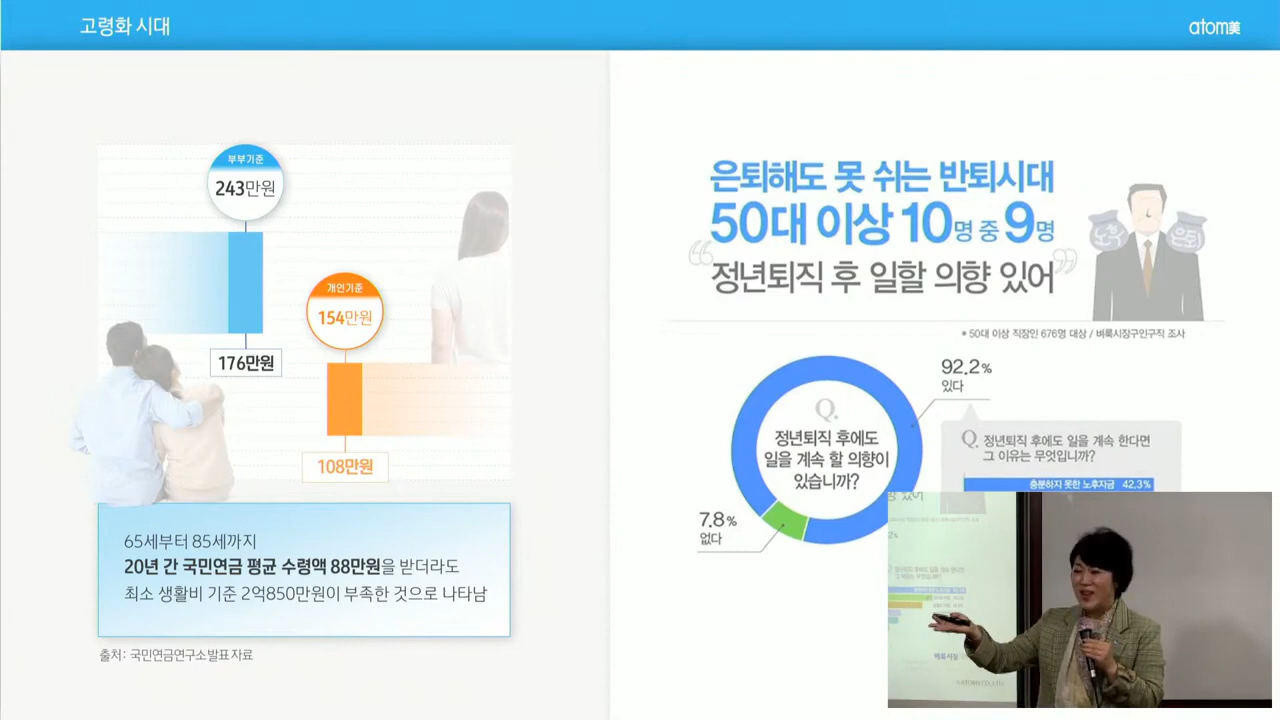 고령화 시대
atom美
부부기준
243만원
176만원
개인기준
154만원
108만원
65세부터 85세까지
20년 간 국민연금 평균 수령액 88만원을 받더라도
최소 생활비 기준 2억850만원이 부족한 것으로 나타남
출처: 국민연금연구소발표자료
은퇴해도 못 쉬는 반퇴시대
50대 이상 10명 중 9명
“정년퇴직 후 일할 의향 있어”
노후
은퇴
* 50대 이상 직장인 676명 대상 / 벼룩시장구인구직 조사
92.2%
있다
Q.
정년퇴직 후에도
일을 계속 할 의향이
있습니까?
7.8%
없다
Q. 정년퇴직 후에도 일을 계속 한다면
그 이유는 무엇입니까?
충분하지 못한 노후자금 42.3%
벼룩시장